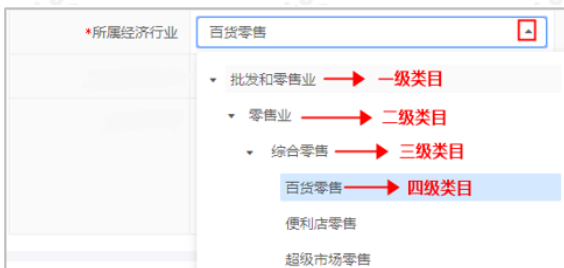 *所属经济行业 百货零售
批发和零售业 一级类目
零售业 二级类目
综合零售 三级类目
百货零售 四级类目
便利店零售
超级市场零售